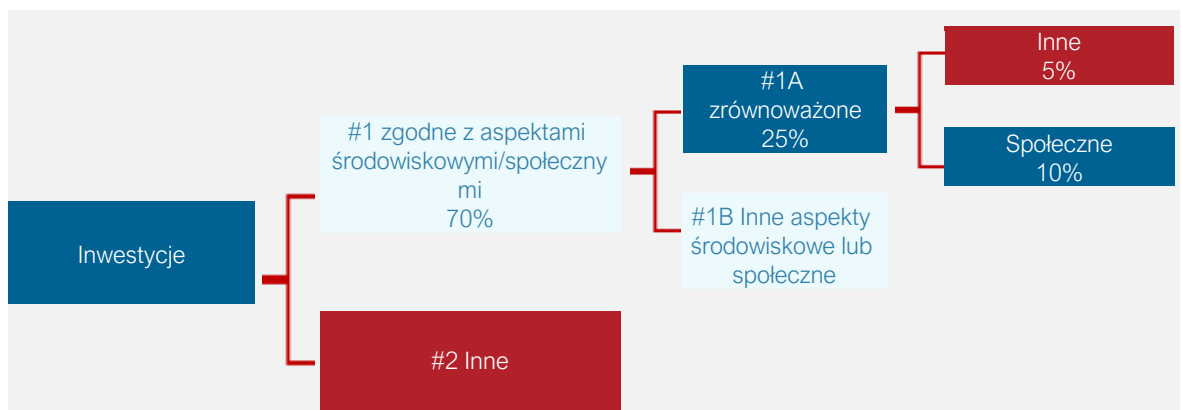 Inwestycje
#1 zgodne z aspektami
środowiskowymi/społeczny
mi
70%
#2 Inne
#1A
zrównoważone
25%
#1B Inne aspekty
środowiskowe lub
społeczne
Inne
5%
Społeczne
10%